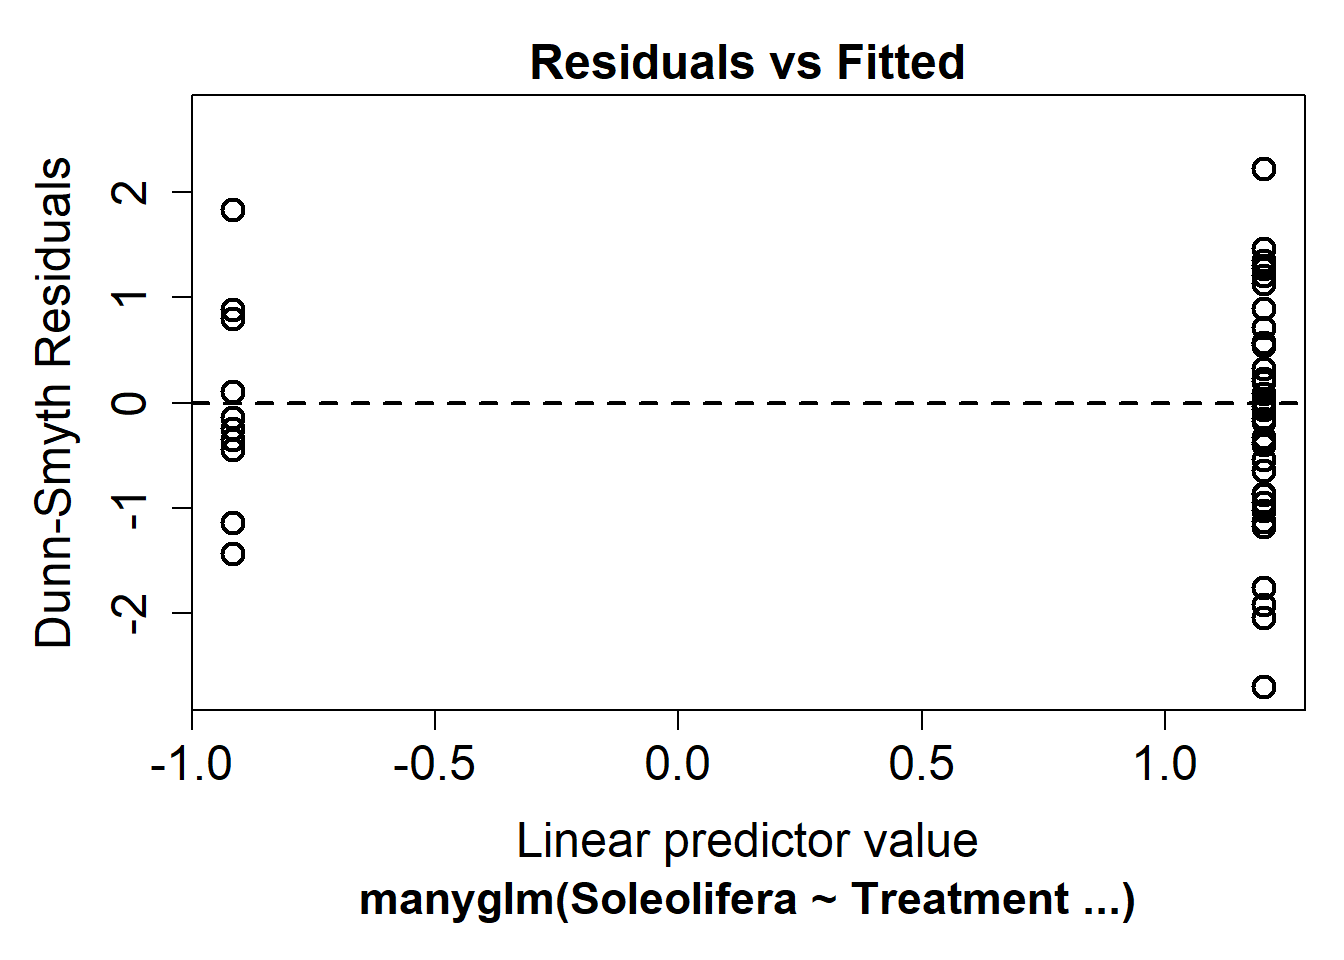 Residuals vs Fitted
Dunn-Smyth Residuals
2
1
0
-1
-2
-1.0 -0.5 0.0 0.5 1.0
Linear predictor value
manyglm(Soleolifera ~ Treatment ...)